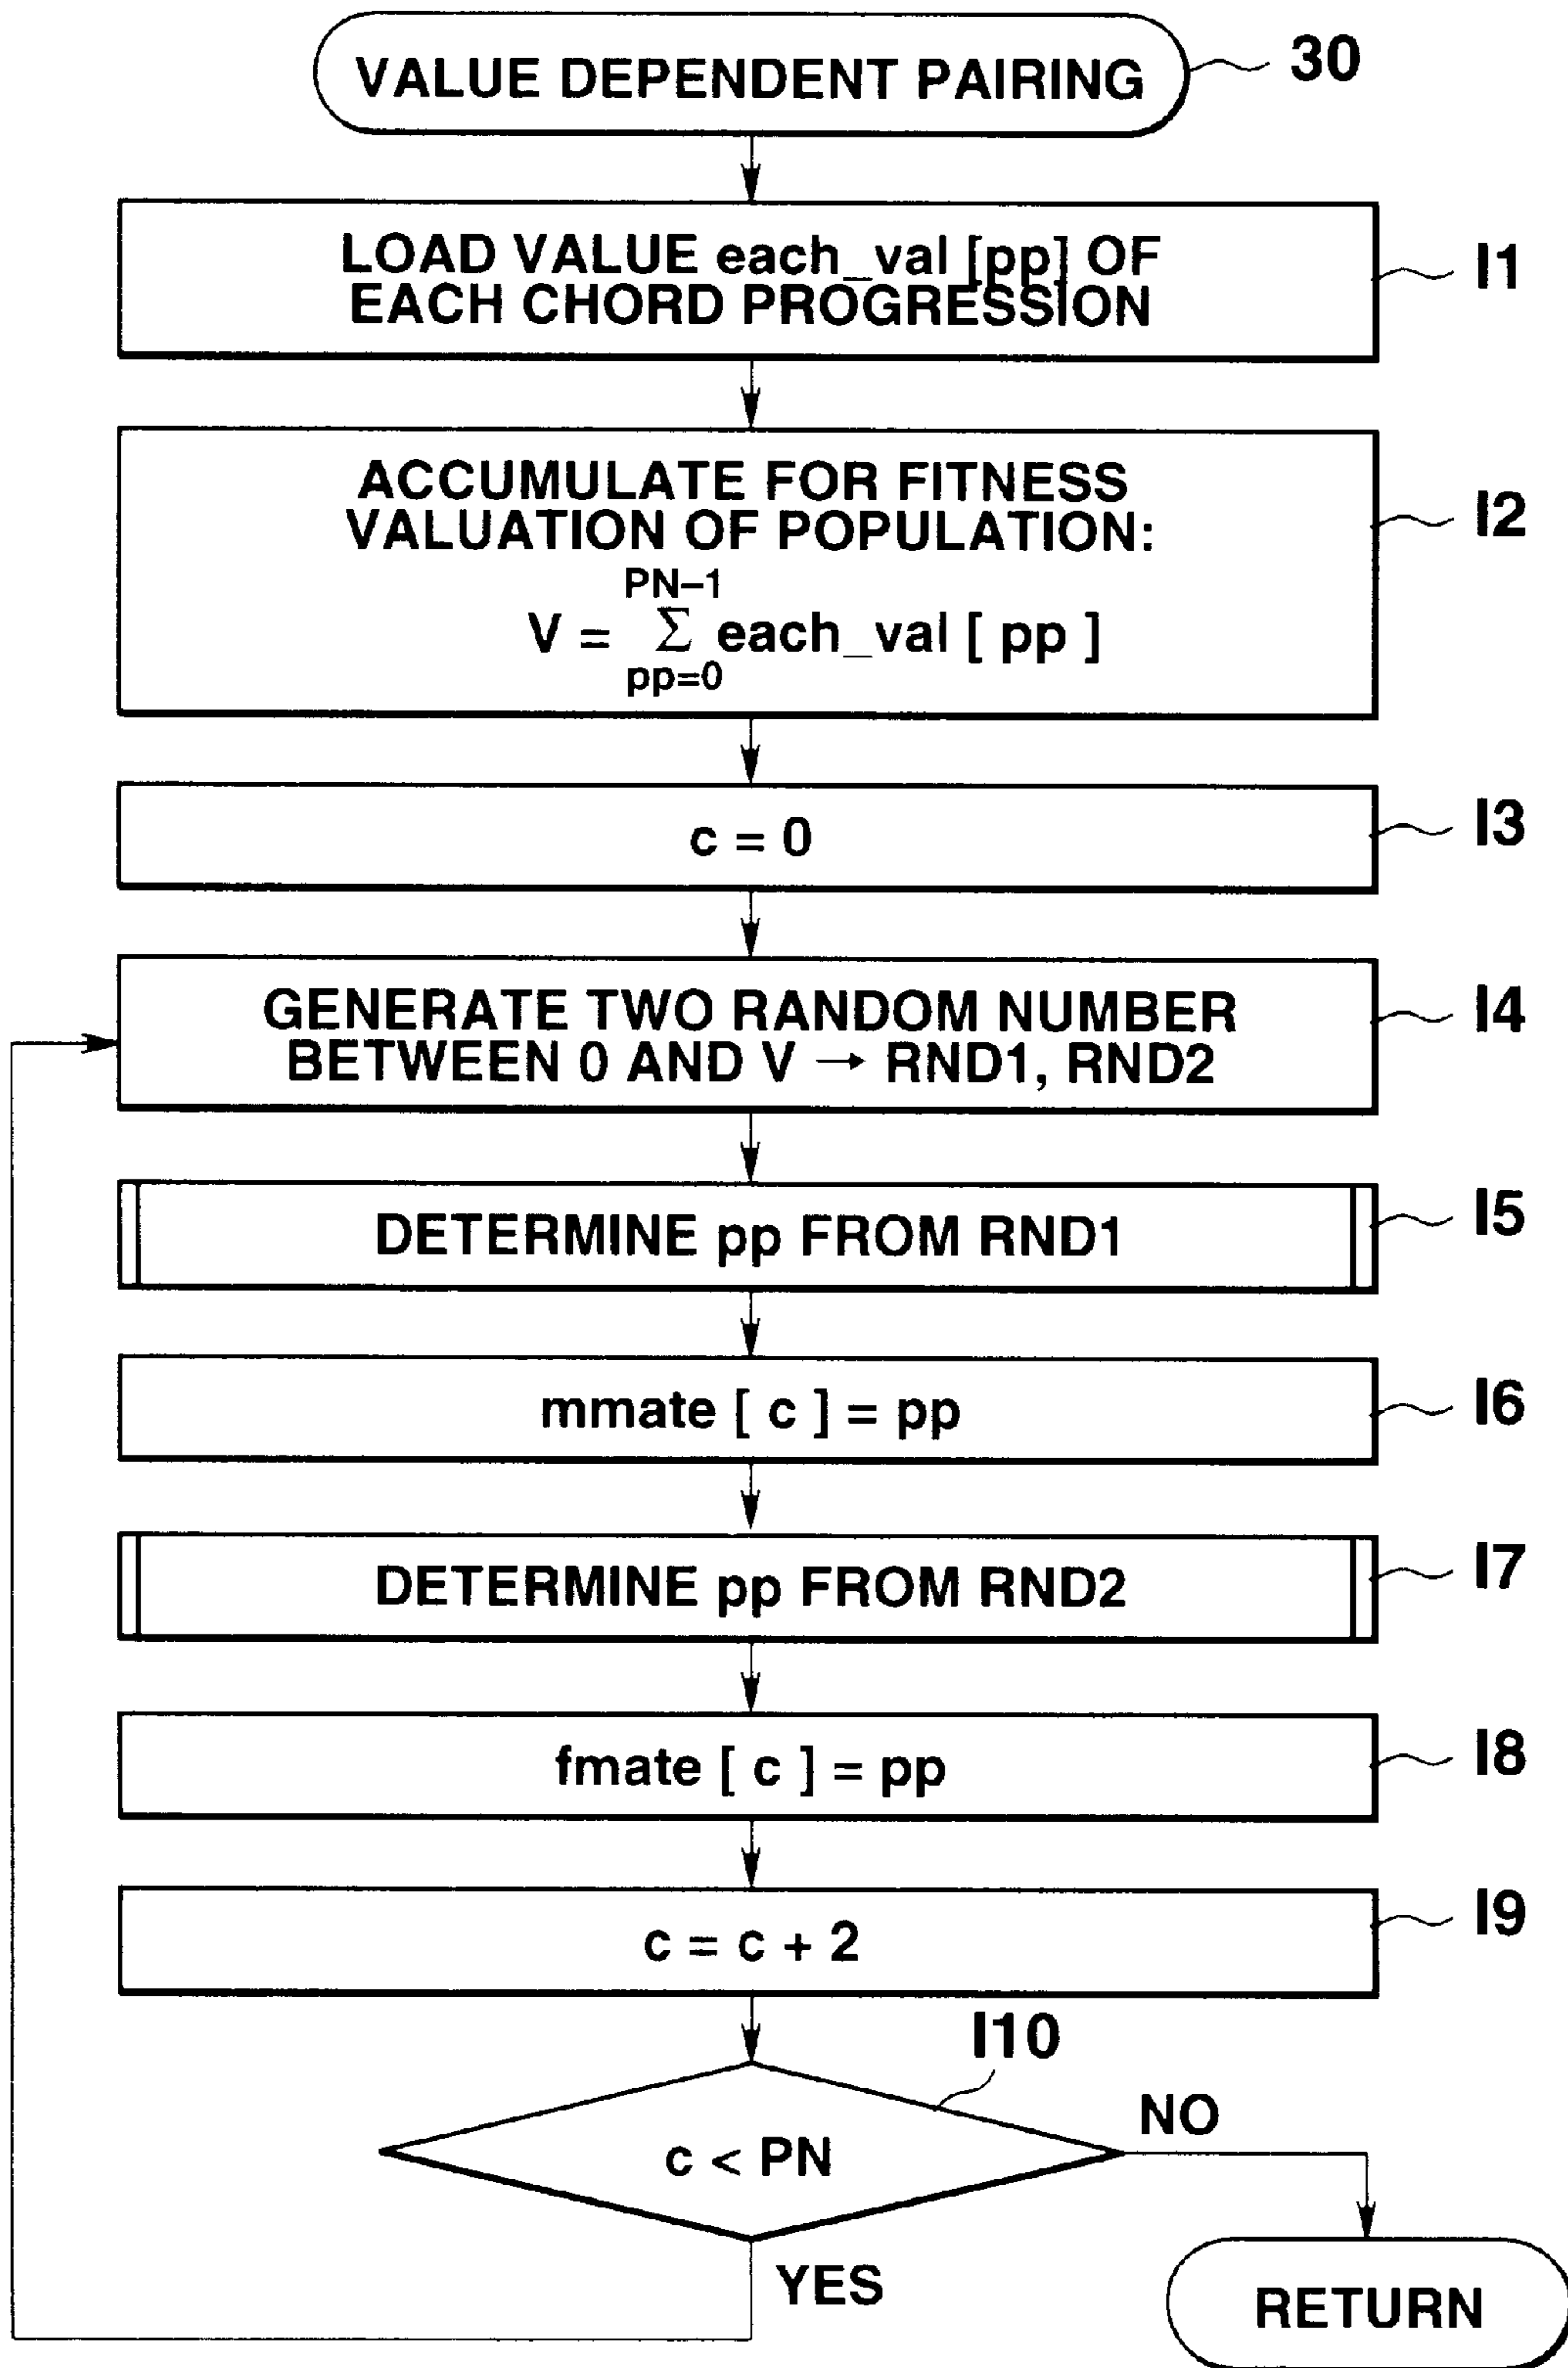 VALUE DEPENDENT PAIRING
30
LOAD VALUE each_val [pp] OF
EACH CHORD PROGRESSION
I1
ACCUMULATE FOR FITNESS
VALUATION OF POPULATION:
PN–1
V = Σ each_val [ pp ]
pp=0
I2
c = 0
I3
GENERATE TWO RANDOM NUMBER
BETWEEN 0 AND V → RND1, RND2
I4
DETERMINE pp FROM RND1
I5
mmate [ c ] = pp
I6
DETERMINE pp FROM RND2
I7
fmate [ c ] = pp
I8
c = c + 2
I9
I10
c < PN
NO
YES
RETURN